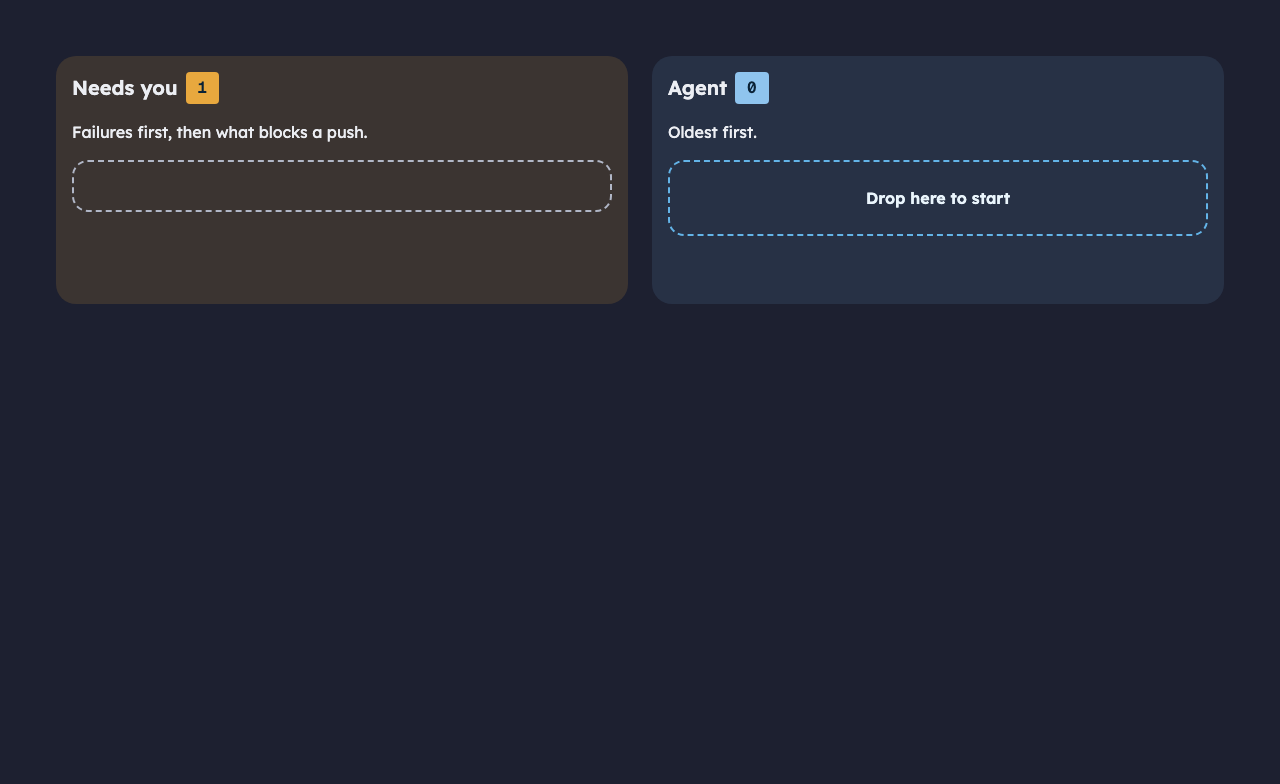 Needs you 1
Failures first, then what blocks a push.
Agent 0
Oldest first.
Drop here to start